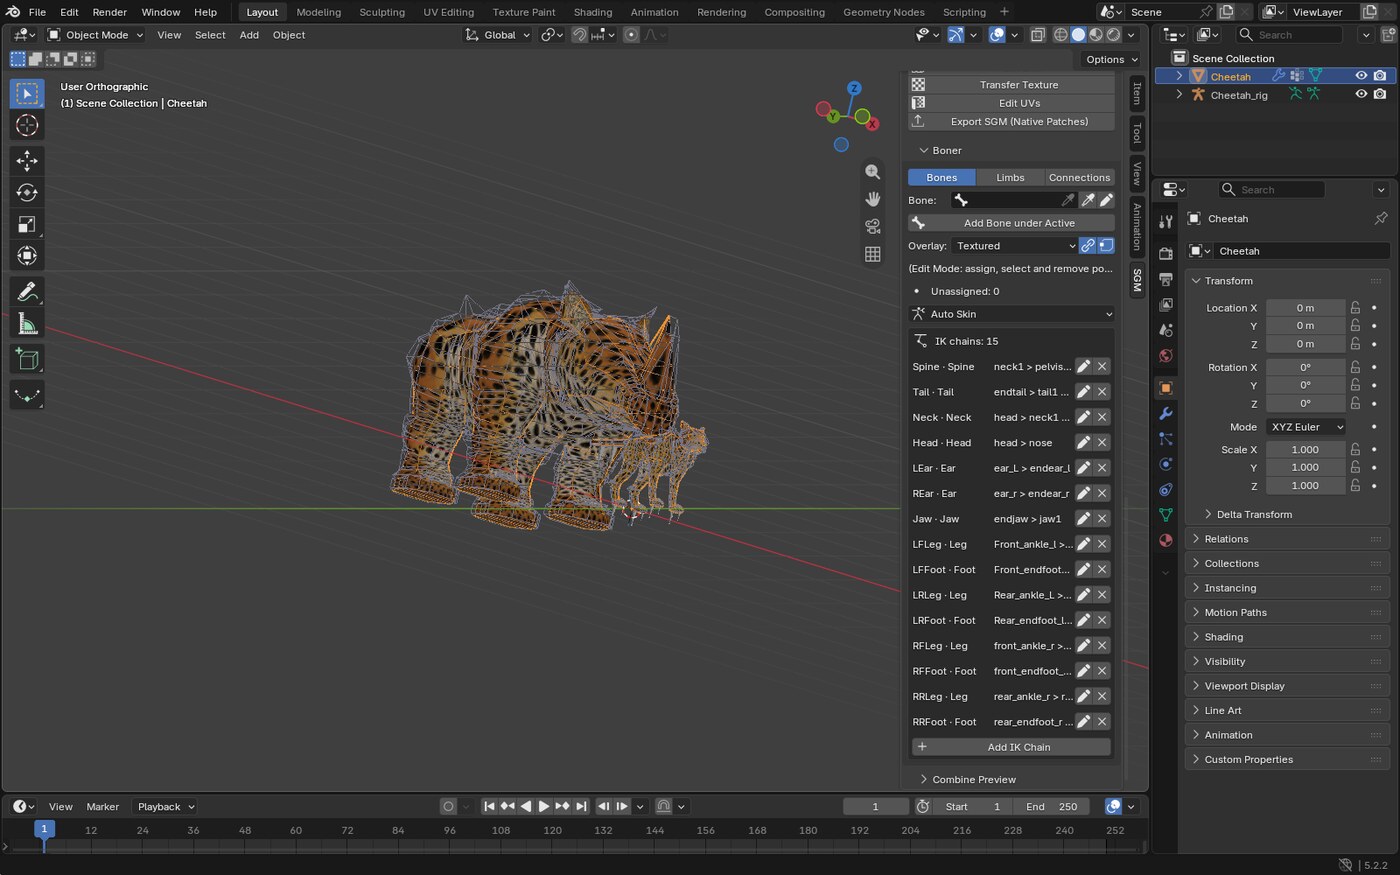 File Edit Render Window Help Layout Modeling Sculpting UV Editing Texture Paint Shading Animation Rendering Compositing Geometry Nodes Scripting + Scene ViewLayer
Object Mode View Select Add Object Global Search
Options
User Orthographic
(1) Scene Collection | Cheetah
Z
Y
X
Transfer Texture
Edit UVs
Export SGM (Native Patches)
Boner
Bones Limbs Connections
Bone:
Add Bone under Active
Overlay: Textured
(Edit Mode: assign, select and remove po...
Unassigned: 0
Auto Skin
IK chains: 15
Spine · Spine neck1 > pelvis...
Tail · Tail endtail > tail1 ...
Neck · Neck head > neck1 ...
Head · Head head > nose
LEar · Ear ear_L > endear_l
REar · Ear ear_r > endear_r
Jaw · Jaw endjaw > jaw1
LFLeg · Leg Front_ankle_l >...
LFFoot · Foot Front_endfoot...
LRLeg · Leg Rear_ankle_L >...
LRFoot · Foot Rear_endfoot_l...
RFLeg · Leg front_ankle_r >...
RFFoot · Foot front_endfoot_...
RRLeg · Leg rear_ankle_r > r...
RRFoot · Foot rear_endfoot_r ...
Add IK Chain
Combine Preview
Item
Tool
View
Animation
SGM
Scene Collection
Cheetah
Cheetah_rig
Search
Cheetah
Cheetah
Transform
Location X 0 m
Y 0 m
Z 0 m
Rotation X 0°
Y 0°
Z 0°
Mode XYZ Euler
Scale X 1.000
Y 1.000
Z 1.000
Delta Transform
Relations
Collections
Instancing
Motion Paths
Shading
Visibility
Viewport Display
Line Art
Animation
Custom Properties
View Marker Playback 1 Start 1 End 250
1 12 24 36 48 60 72 84 96 108 120 132 144 156 168 180 192 204 216 228 240 252
5.2.2